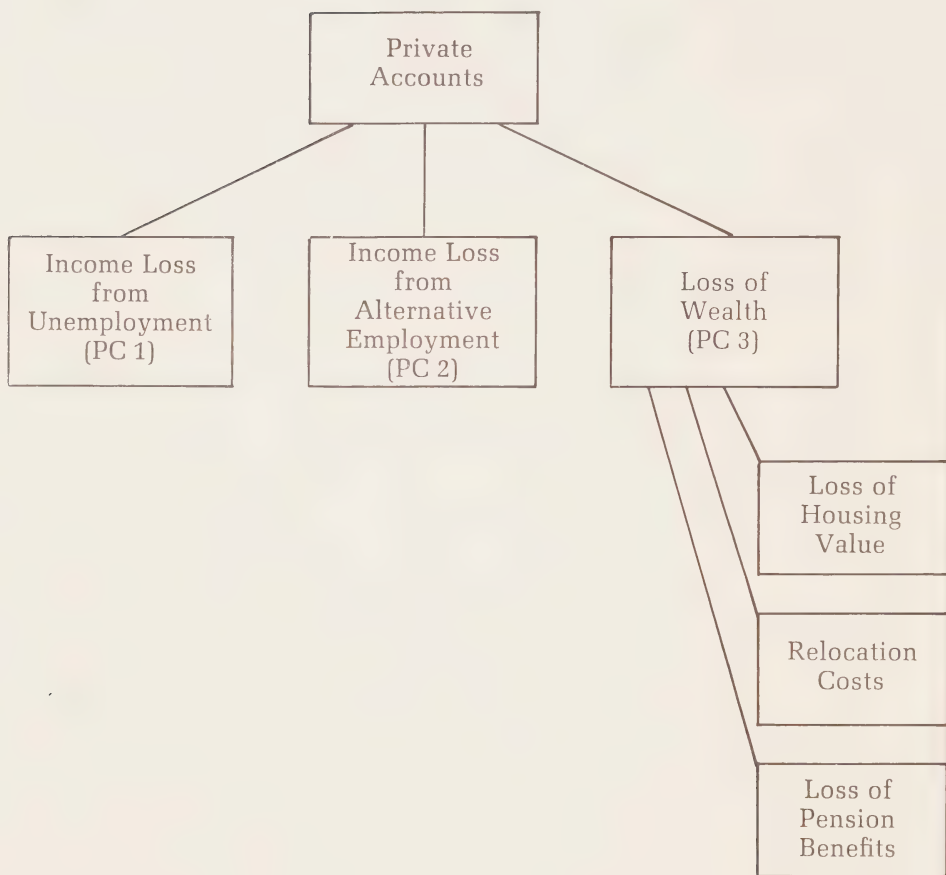 Private
Accounts
Income Loss
from
Unemployment
(PC 1)
Income Loss
from
Alternative
Employment
(PC 2)
Loss of
Wealth
(PC 3)
Loss of
Housing
Value
Relocation
Costs
Loss of
Pension
Benefits